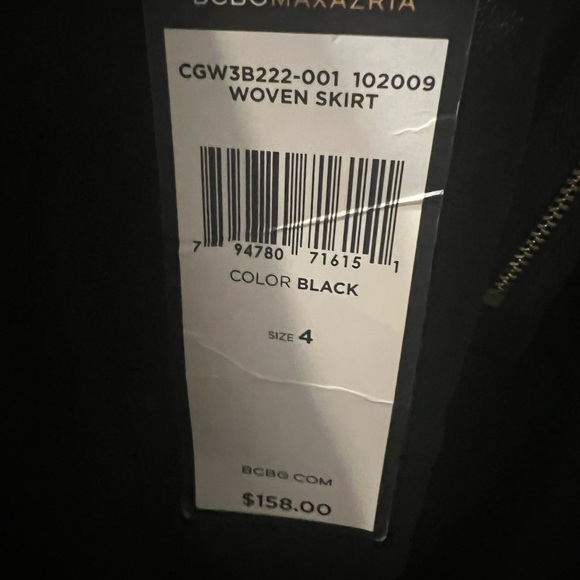 BCBGMAXAZRIA
CGW3B222-001 102009
WOVEN SKIRT
7 94780 71615 1
COLOR BLACK
SIZE 4
BCBG.COM
$158.00